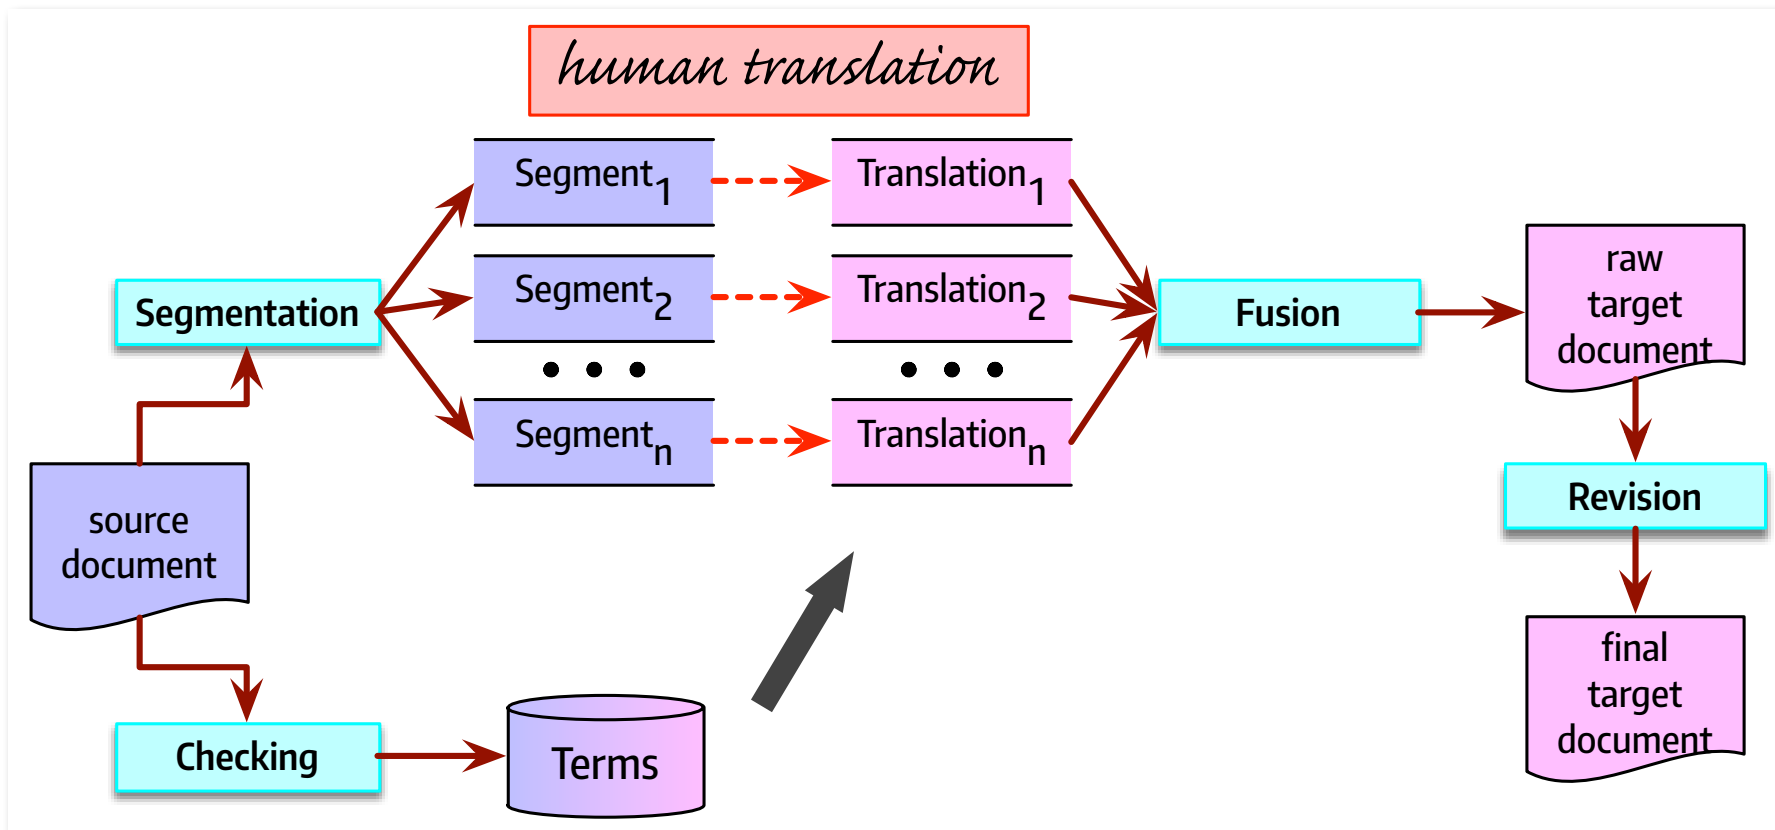 human translation
Segment₁
Translation₁
Segment₂
Translation₂
• • •
• • •
Segmentₙ
Translationₙ
Segmentation
Fusion
raw
target
document
source
document
Revision
Checking
Terms
final
target
document